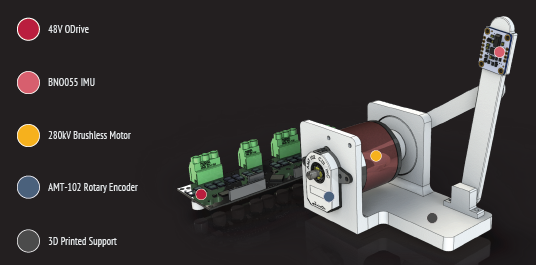 48V ODrive
BNO055 IMU
280kV Brushless Motor
AMT-102 Rotary Encoder
3D Printed Support